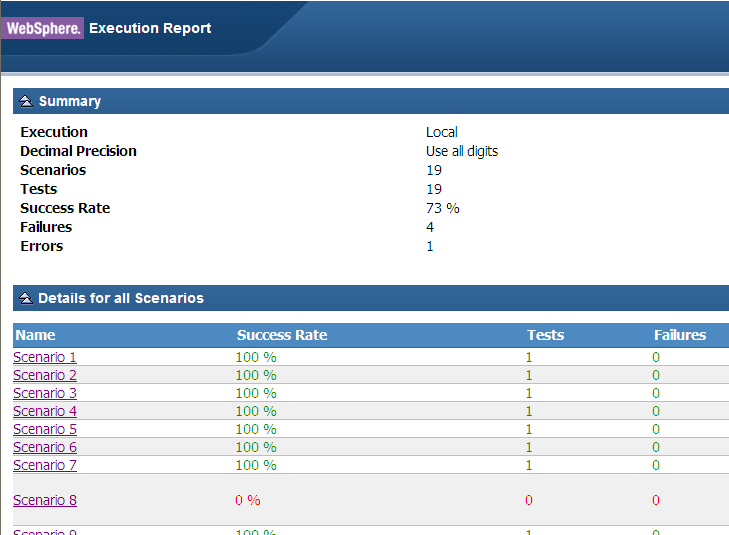 WebSphere. Execution Report
Summary
Execution Local
Decimal Precision Use all digits
Scenarios 19
Tests 19
Success Rate 73 %
Failures 4
Errors 1
Details for all Scenarios
Name Success Rate Tests Failures
Scenario 1 100 % 1 0
Scenario 2 100 % 1 0
Scenario 3 100 % 1 0
Scenario 4 100 % 1 0
Scenario 5 100 % 1 0
Scenario 6 100 % 1 0
Scenario 7 100 % 1 0
Scenario 8 0 % 0 0
Scenario 9 100 % 1 0